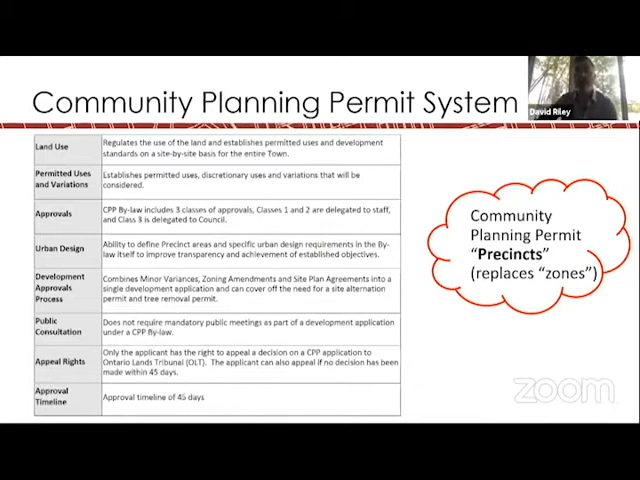 Community Planning Permit System
David Riley
Land Use
Regulates the use of the land and establishes permitted uses and development
standards on a site-by-site basis for the entire Town.
Permitted Uses
and Variations
Establishes permitted uses, discretionary uses and variations that will be
considered.
Approvals
CPP By-law includes 3 classes of approvals, Classes 1 and 2 are delegated to staff,
and Class 3 is delegated to Council.
Urban Design
Ability to define Precinct areas and specific urban design requirements in the By-
law itself to improve transparency and achievement of established objectives.
Development
Approvals
Process
Combines Minor Variances, Zoning Amendments and Site Plan Agreements into a
single development application and can cover off the need for a site alternation
permit and tree removal permit.
Public
Consultation
Does not require mandatory public meetings as part of a development application
under a CPP By-law.
Appeal Rights
Only the applicant has the right to appeal a decision on a CPP application to
Ontario Lands Tribunal (OLT). The applicant can also appeal if no decision has been
made within 45 days.
Approval
Timeline
Approval timeline of 45 days
Community
Planning Permit
“Precincts”
(replaces “zones”)
zoom